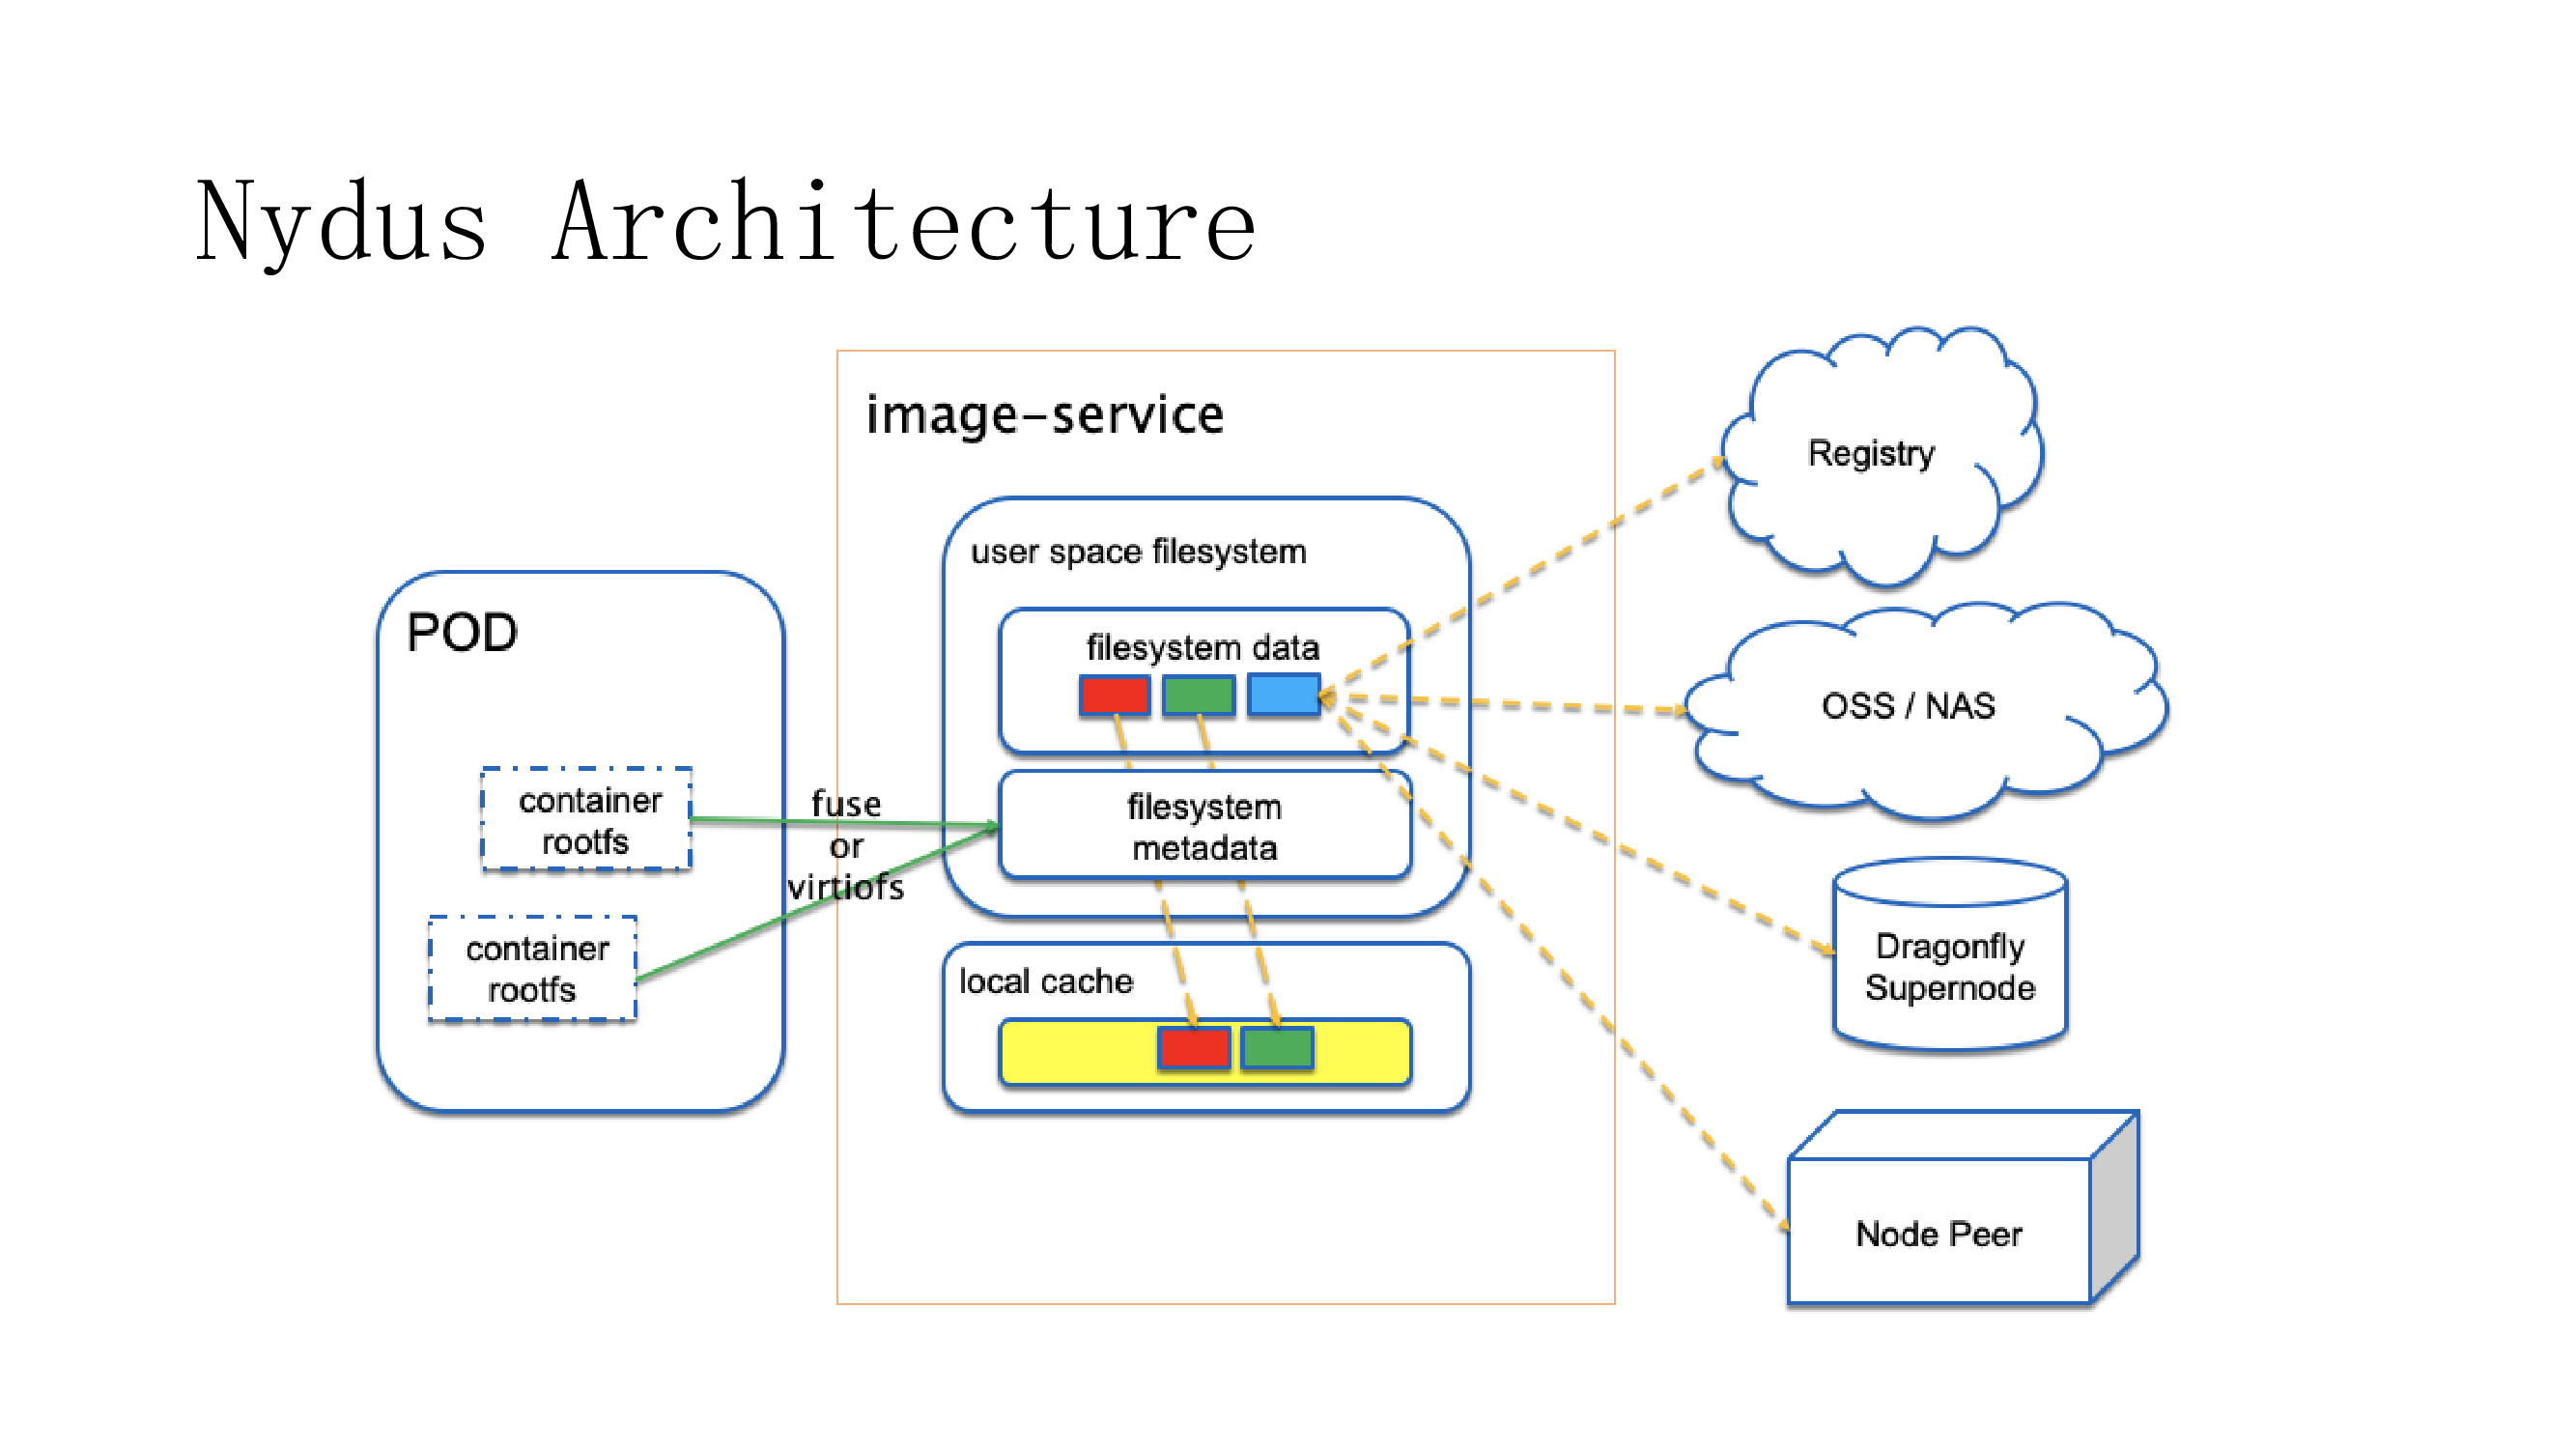 Nydus Architecture
image-service
user space filesystem
filesystem data
filesystem
metadata
local cache
POD
container
rootfs
container
rootfs
fuse
or
virtiofs
Registry
OSS / NAS
Dragonfly
Supernode
Node Peer